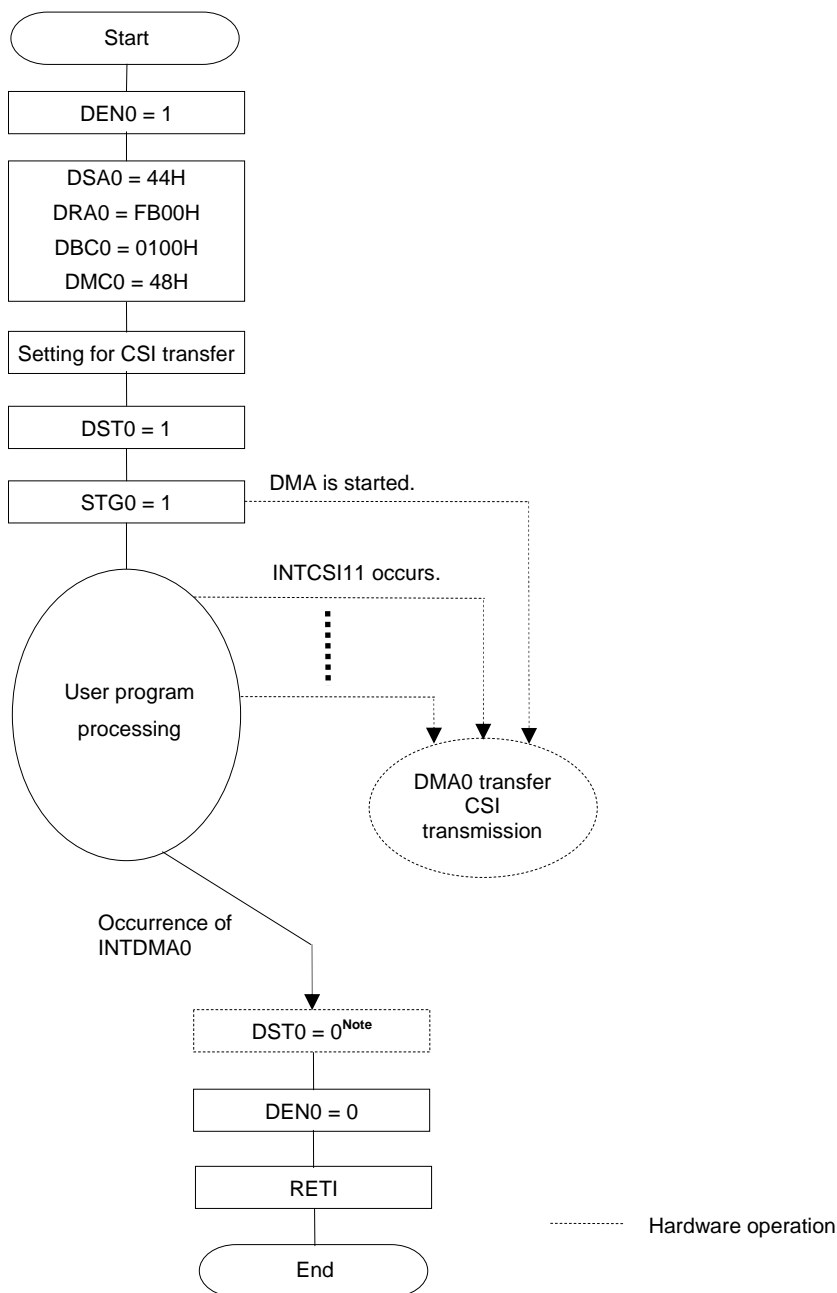 Start
DEN0 = 1
DSA0 = 44H
DRA0 = FB00H
DBC0 = 0100H
DMC0 = 48H
Setting for CSI transfer
DST0 = 1
STG0 = 1
DMA is started.
INTCSI11 occurs.
User program
processing
DMA0 transfer
CSI
transmission
Occurrence of
INTDMA0
DST0 = 0Note
DEN0 = 0
RETI
End
Hardware operation